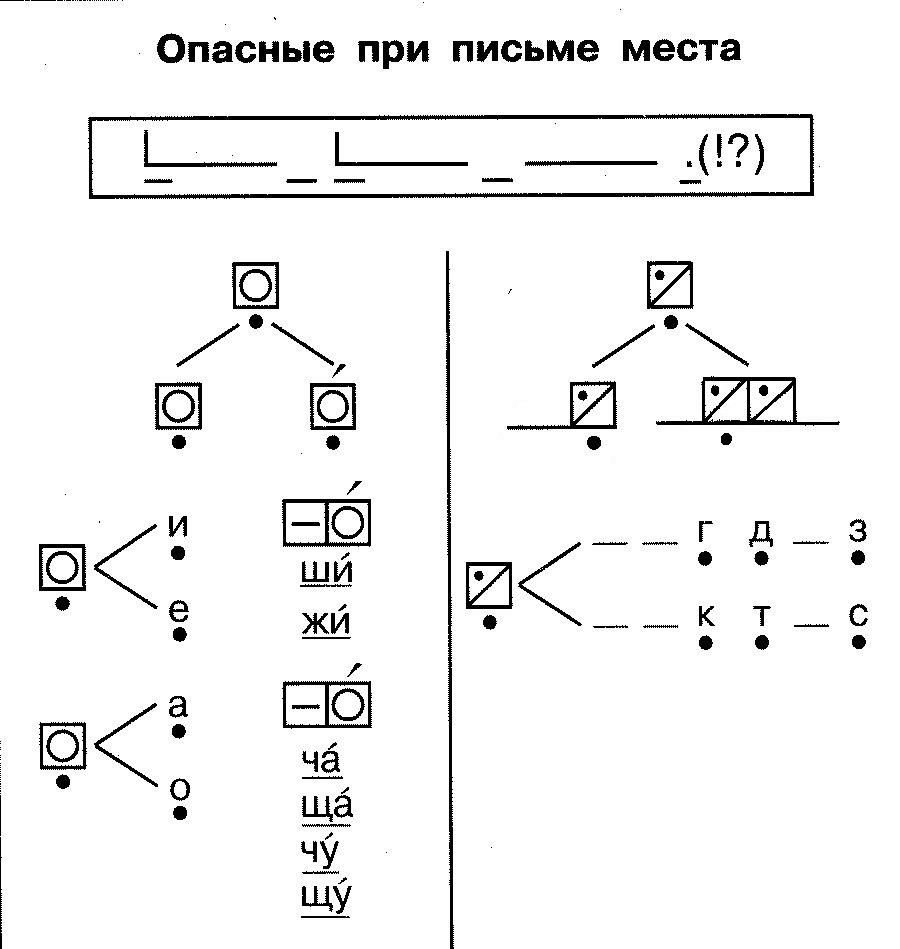 Опасные при письме места
.(!?)
и
е
ши́
жи́
а
о
ча́
ща́
чу́
щу́
г д з
к т с